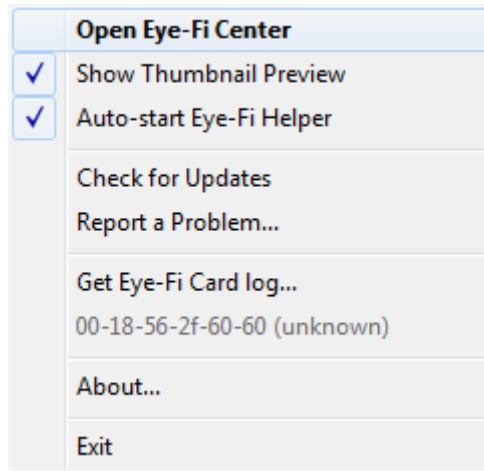 Open Eye-Fi Center
Show Thumbnail Preview
Auto-start Eye-Fi Helper
Check for Updates
Report a Problem...
Get Eye-Fi Card log...
00-18-56-2f-60-60 (unknown)
About...
Exit